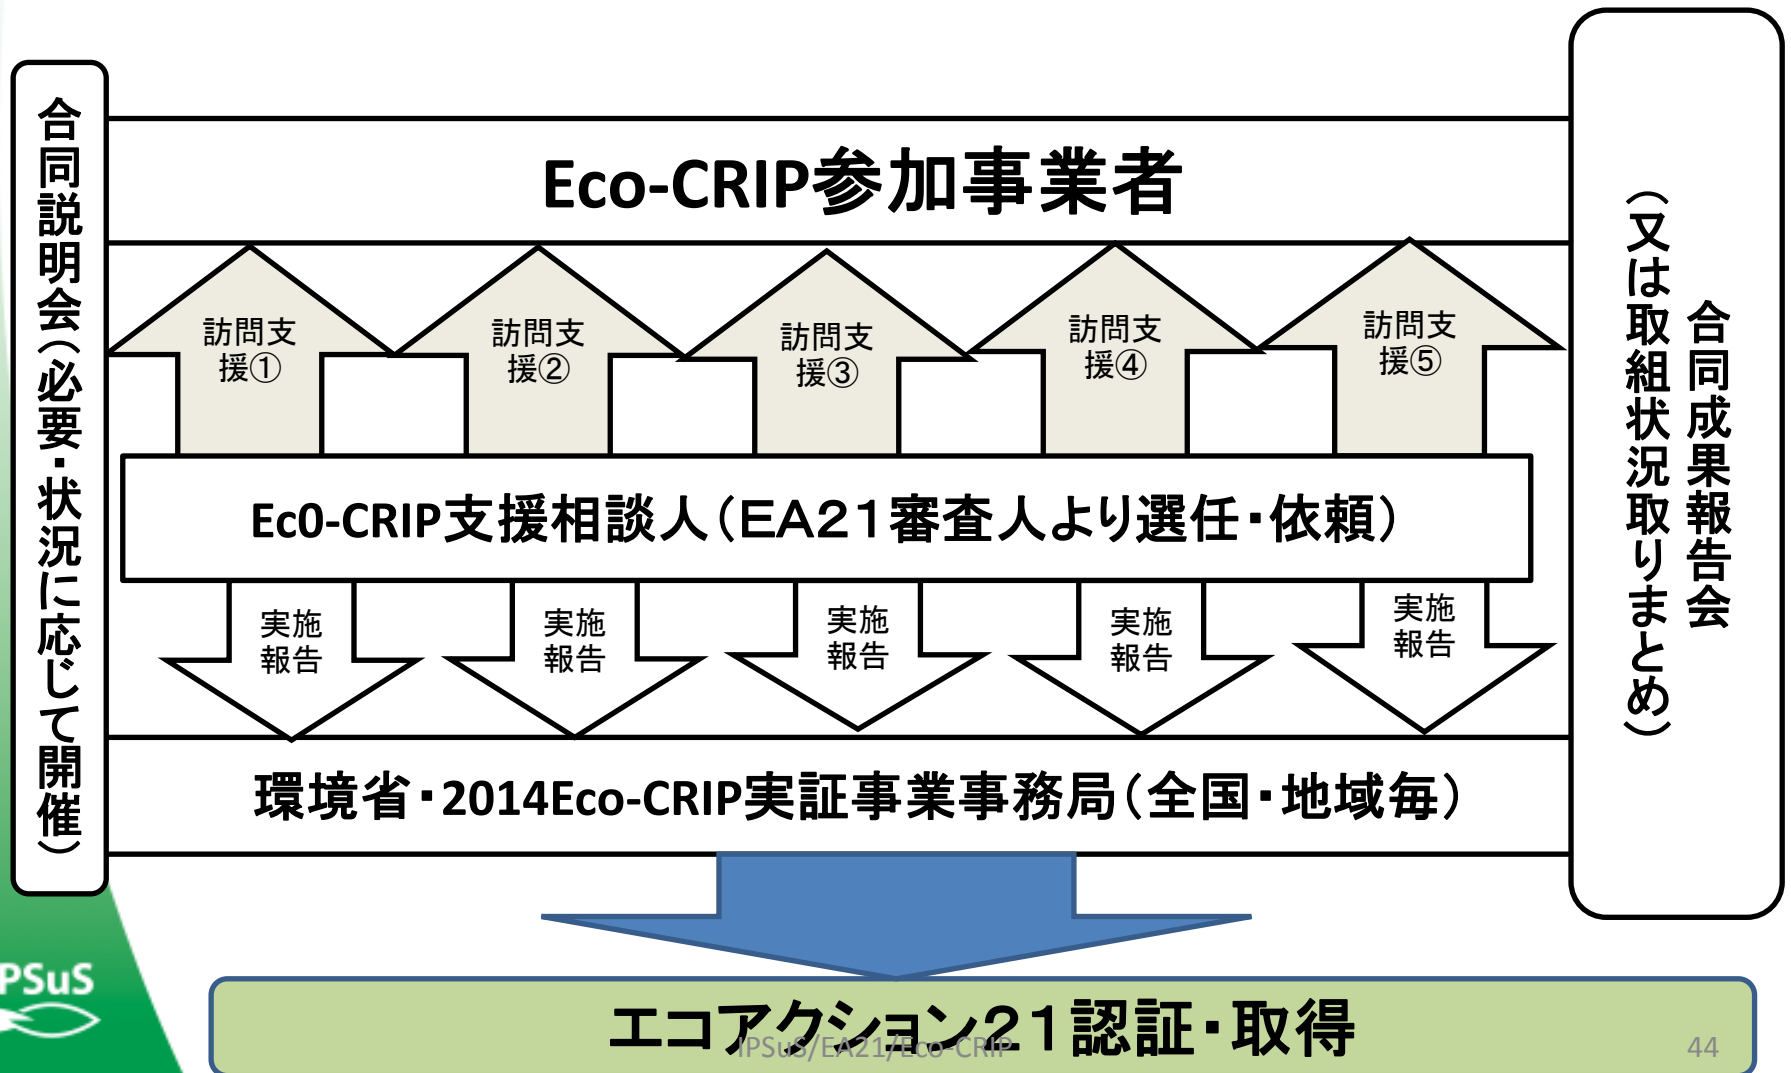 合同説明会（必要・状況に応じて開催）
Eco-CRIP参加事業者
訪問支
援①
訪問支
援②
訪問支
援③
訪問支
援④
訪問支
援⑤
Ec0-CRIP支援相談人（ＥＡ２１審査人より選任・依頼）
実施
報告
実施
報告
実施
報告
実施
報告
実施
報告
環境省・2014Eco-CRIP実証事業事務局（全国・地域毎）
合同成果報告会
（又は取組状況取りまとめ）
エコアクション２１認証・取得
PSuS
IPSuS/EA21/Eco-CRIP
44